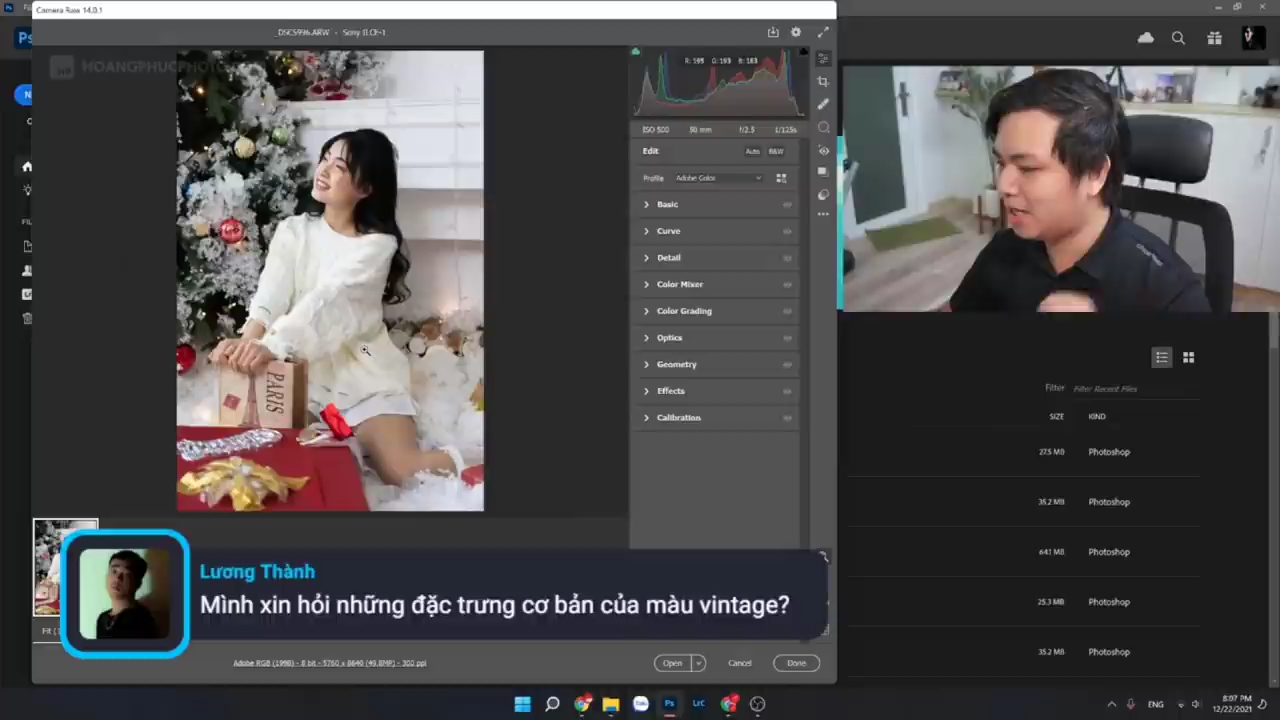 Camera Raw 14.0.1
_DSC5996.ARW - Sony ILCE-
Ps
HOANGPHUCPHOTO
R: 595 G: 193 B: 183
ISO 500 50 mm f/2.5 1/125s
Edit Auto B&W
Profile Adobe Color
Basic
Curve
Detail
Color Mixer
Color Grading
Optics
Geometry
Effects
Calibration
PARIS
Filter Filter Recent Files
SIZE KIND
27.5 MB Photoshop
35.2 MB Photoshop
64.1 MB Photoshop
25.3 MB Photoshop
35.2 MB Photoshop
Lương Thành
Mình xin hỏi những đặc trưng cơ bản của màu vintage?
Adobe RGB (1998) - 8 bit - 5760 x 8640 (49.8MP) - 300 ppi
Open Cancel Done
Ps LrC
ENG 8:07 PM
12/22/2021